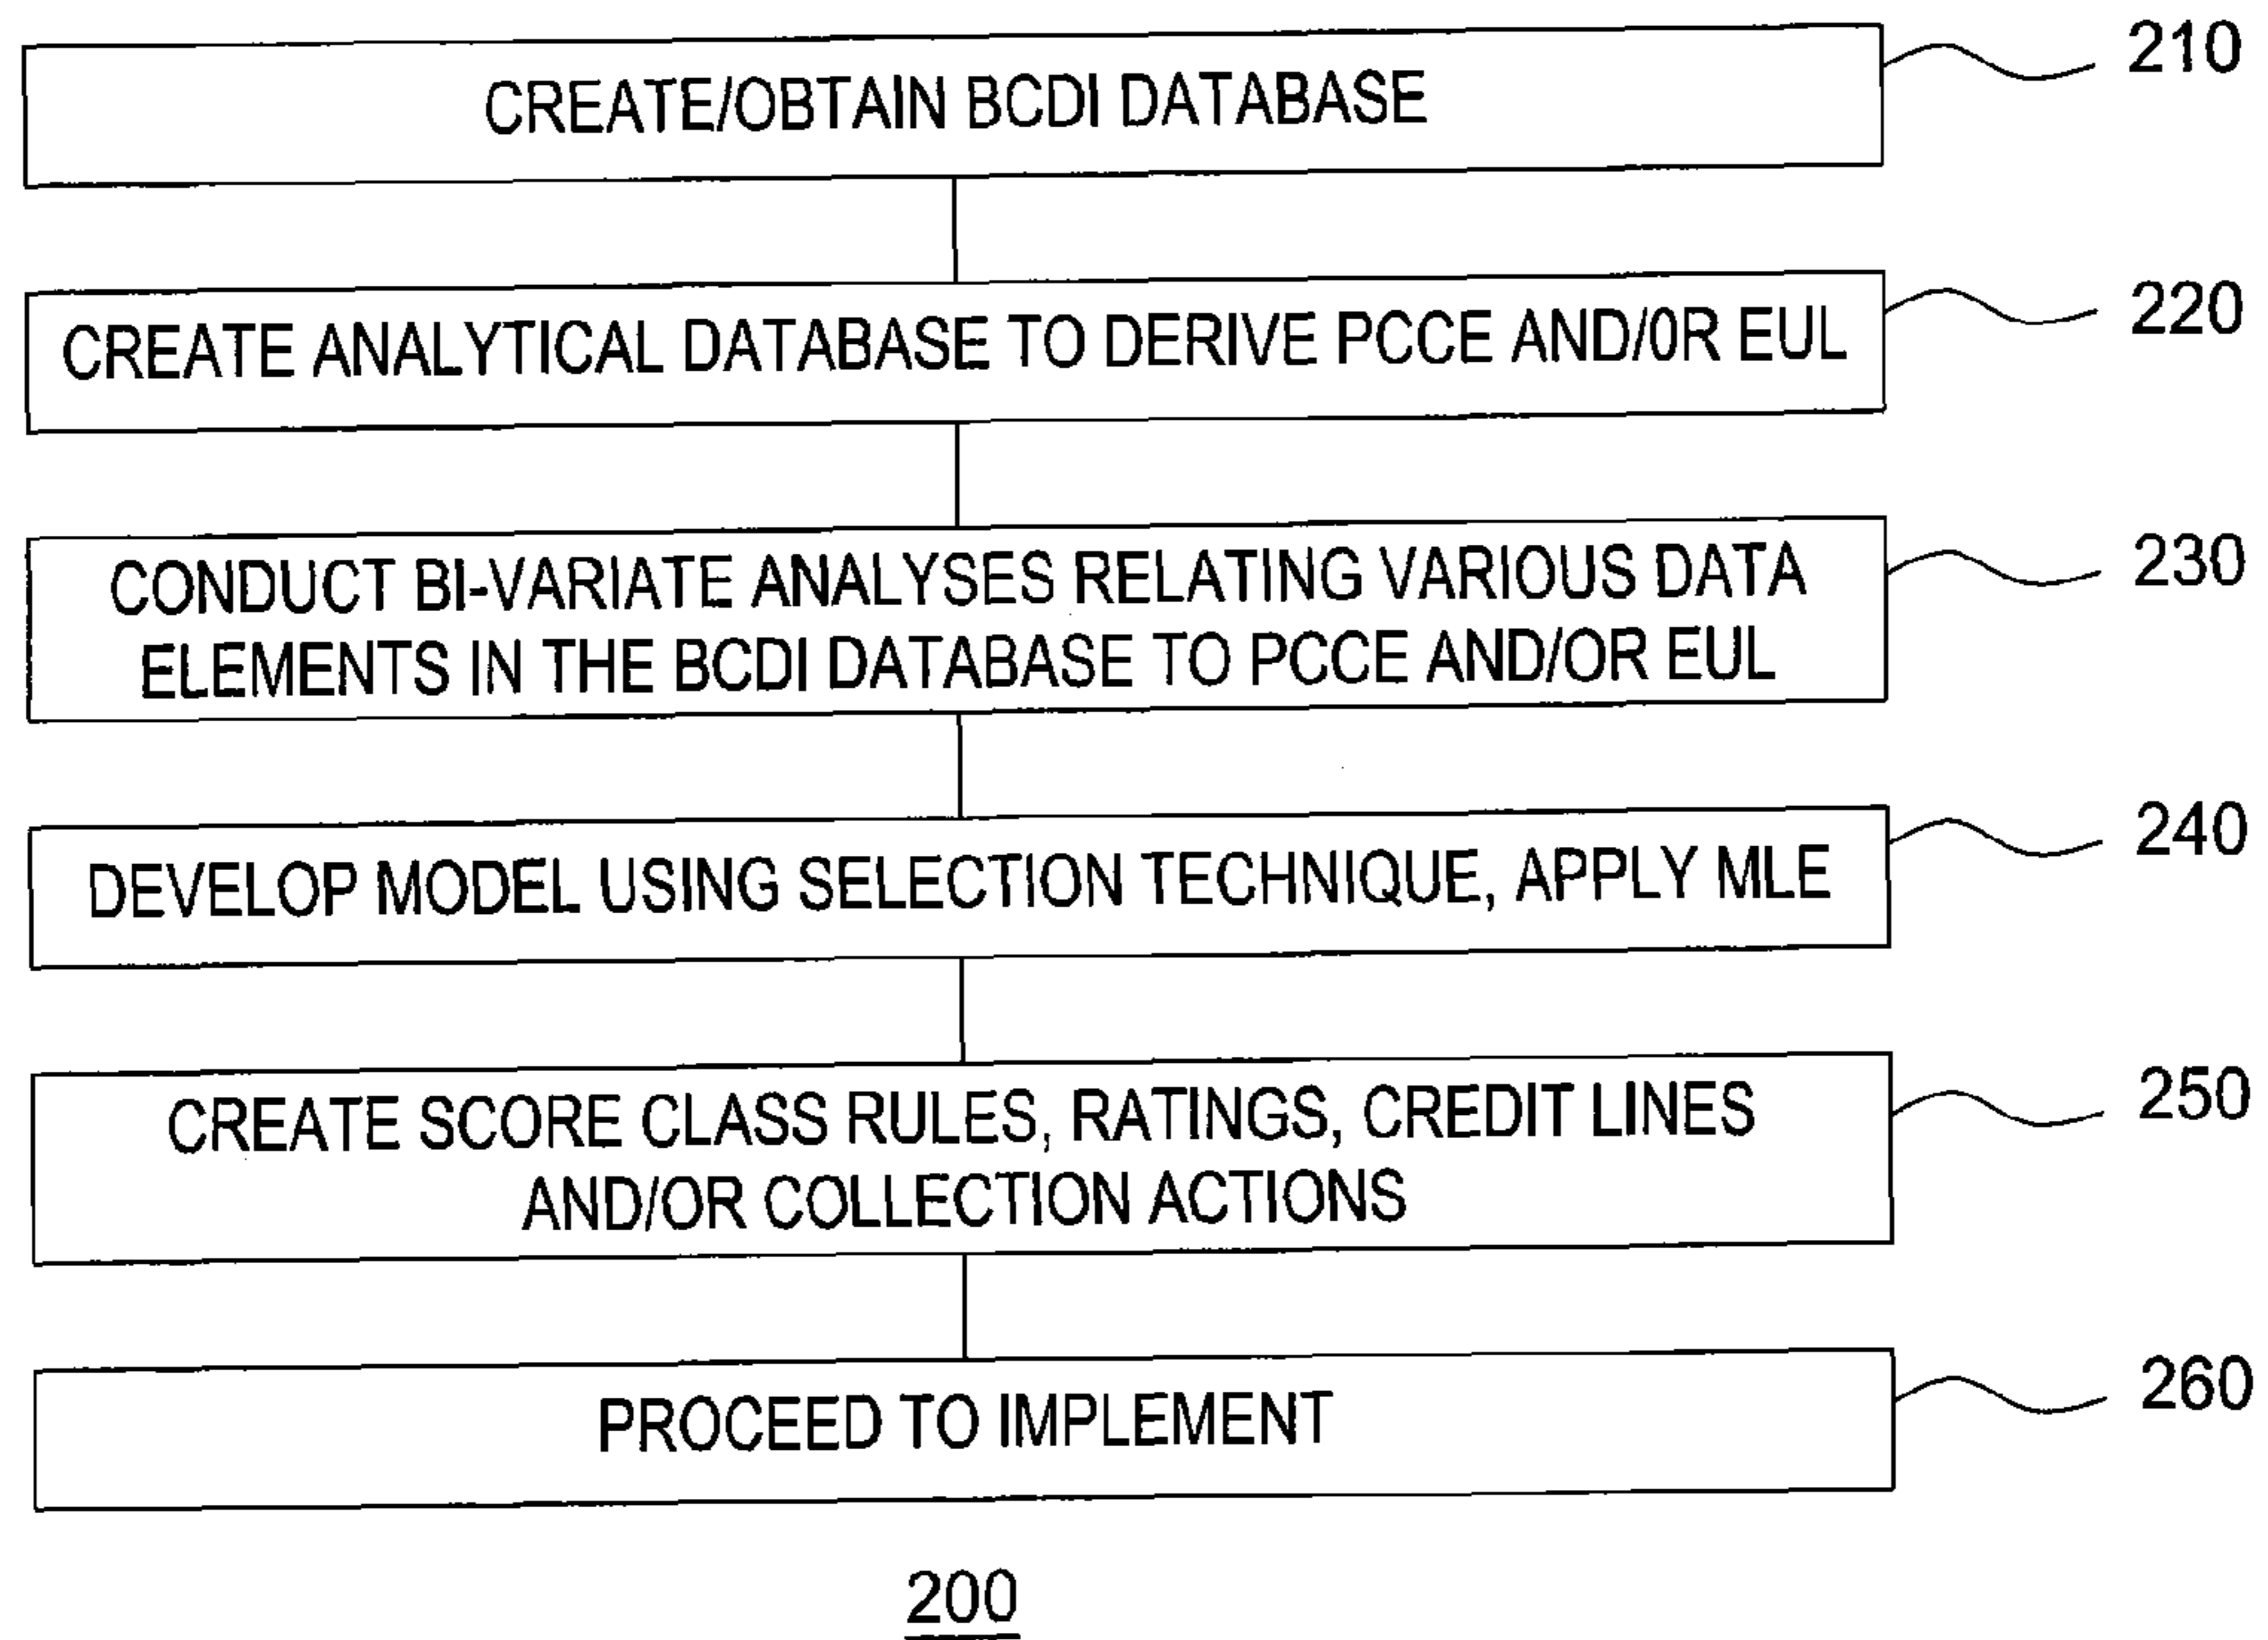 CREATE/OBTAIN BCDI DATABASE
210
CREATE ANALYTICAL DATABASE TO DERIVE PCCE AND/0R EUL
220
CONDUCT BI-VARIATE ANALYSES RELATING VARIOUS DATA
ELEMENTS IN THE BCDI DATABASE TO PCCE AND/OR EUL
230
DEVELOP MODEL USING SELECTION TECHNIQUE, APPLY MLE
240
CREATE SCORE CLASS RULES, RATINGS, CREDIT LINES
AND/OR COLLECTION ACTIONS
250
PROCEED TO IMPLEMENT
260
200